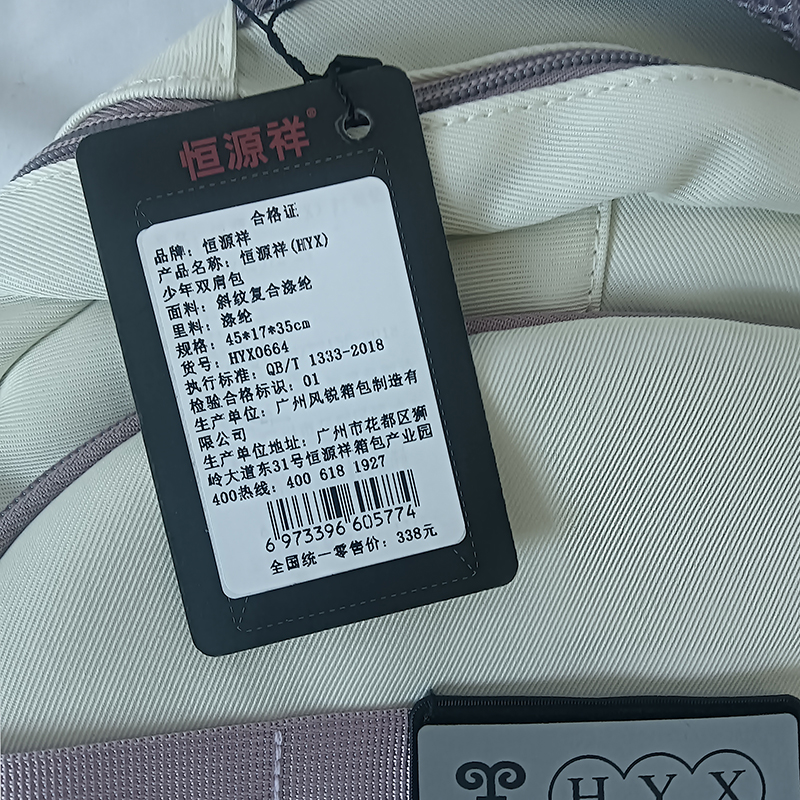 恒源祥®
合格证
品牌：恒源祥
产品名称：恒源祥(HYX)
少年双肩包
面料：斜纹复合涤纶
里料：涤纶
规格：45*17*35cm
货号：HYX0664
执行标准：QB/T 1333-2018
检验合格标识：01
生产单位：广州风锐箱包制造有
限公司
生产单位地址：广州市花都区狮
岭大道东31号恒源祥箱包产业园
400热线：400 618 1927
6 973396 605774
全国统一零售价：338元
HYX